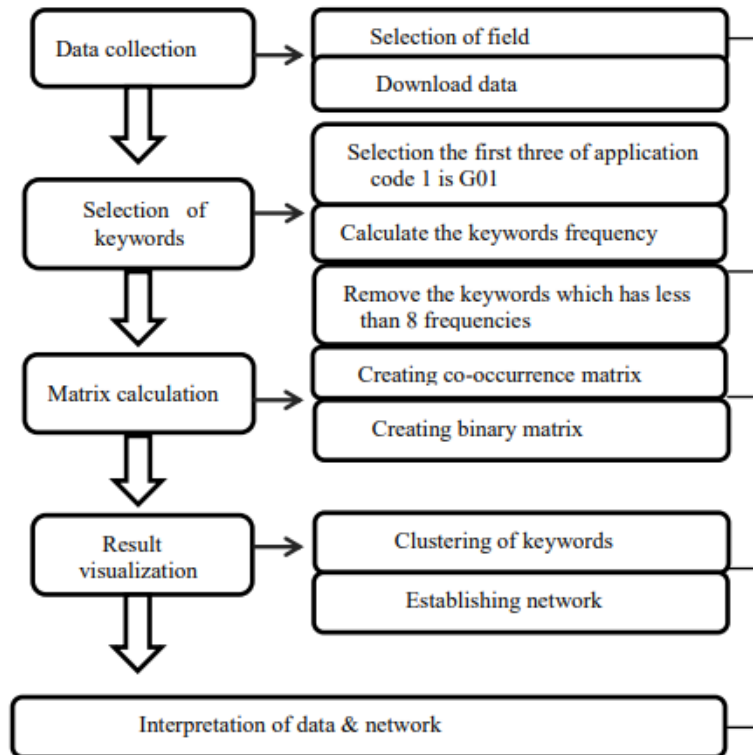 Data collection
Selection of field
Download data
Selection the first three of application
code 1 is G01
Selection of
keywords
Calculate the keywords frequency
Remove the keywords which has less
than 8 frequencies
Matrix calculation
Creating co-occurrence matrix
Creating binary matrix
Result
visualization
Clustering of keywords
Establishing network
Interpretation of data & network